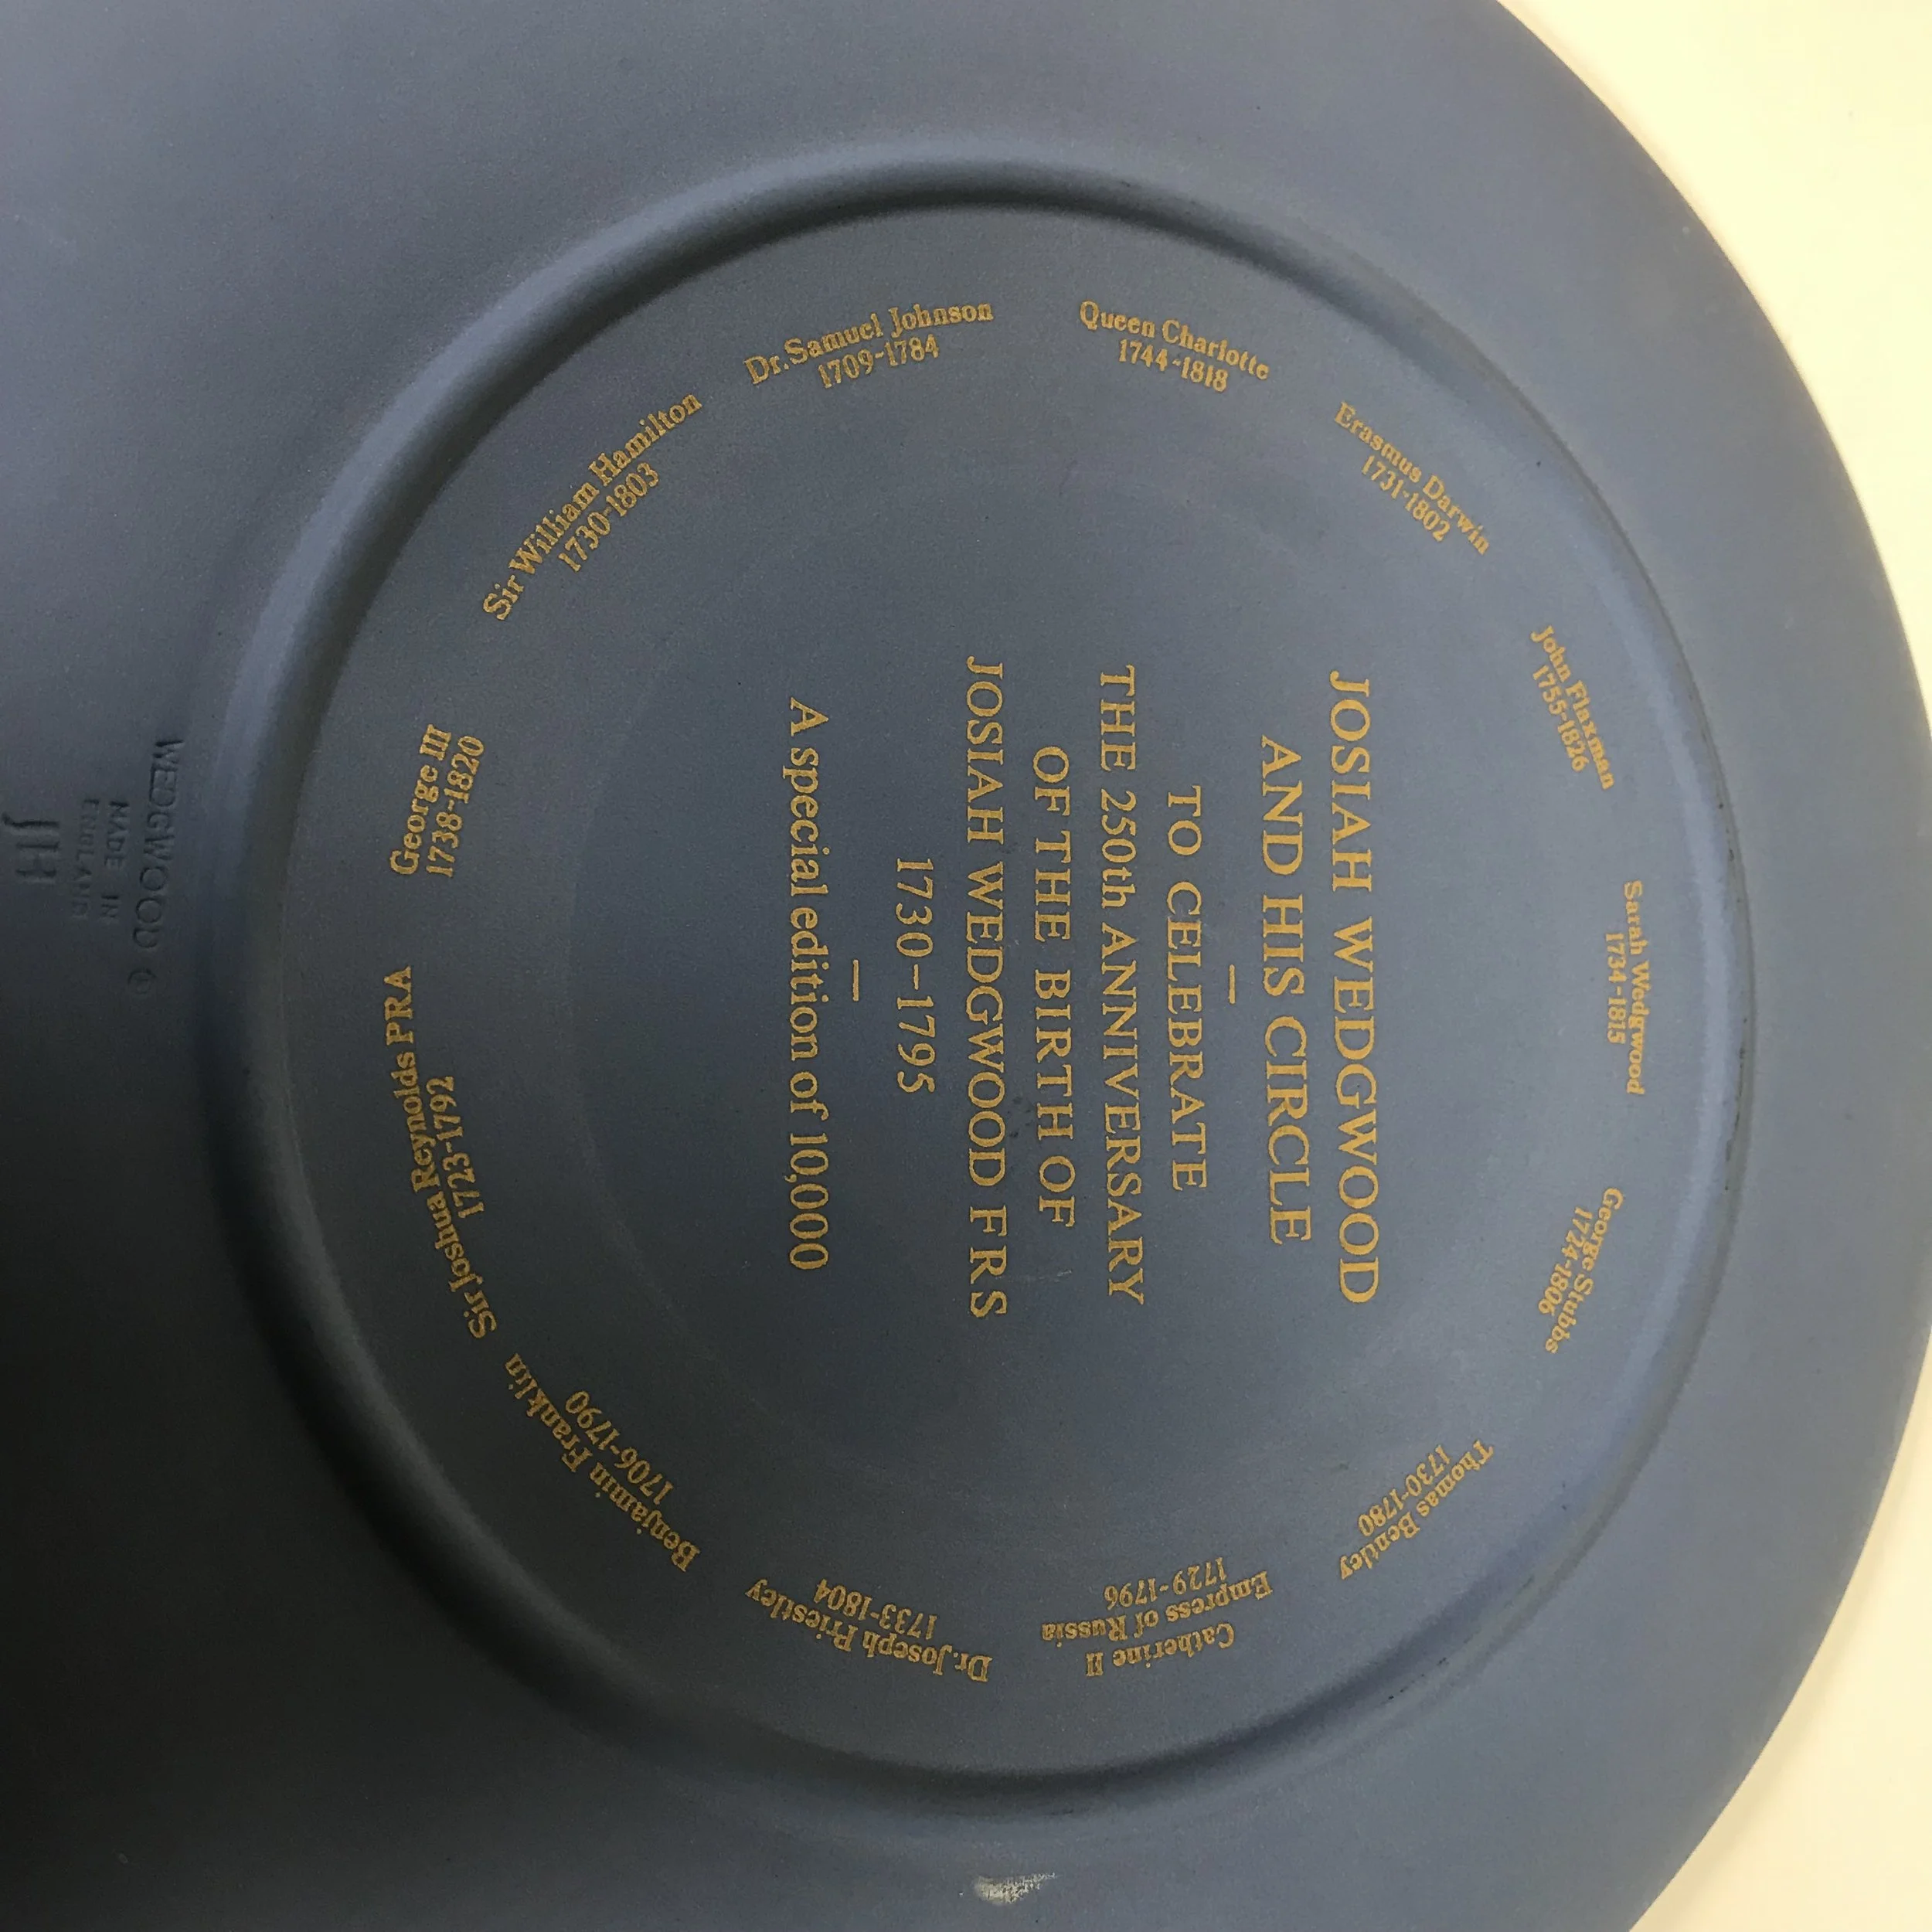 JOSIAH WEDGWOOD
AND HIS CIRCLE
—
TO CELEBRATE
THE 250th ANNIVERSARY
OF THE BIRTH OF
JOSIAH WEDGWOOD F R S
1730-1795
—
A special edition of 10,000
Sarah Wedgwood
1734-1815
George Stubbs
1724-1806
Thomas Bentley
1730-1780
Catherine II
Empress of Russia
1729-1796
Dr. Joseph Priestley
1733-1804
Benjamin Franklin
1706-1790
Sir Joshua Reynolds PRA
1723-1792
George III
1738-1820
Sir William Hamilton
1730-1803
Dr. Samuel Johnson
1709-1784
Queen Charlotte
1744-1818
Erasmus Darwin
1731-1802
John Flaxman
1755-1826
WEDGWOOD ©
MADE IN
ENGLAND
JH